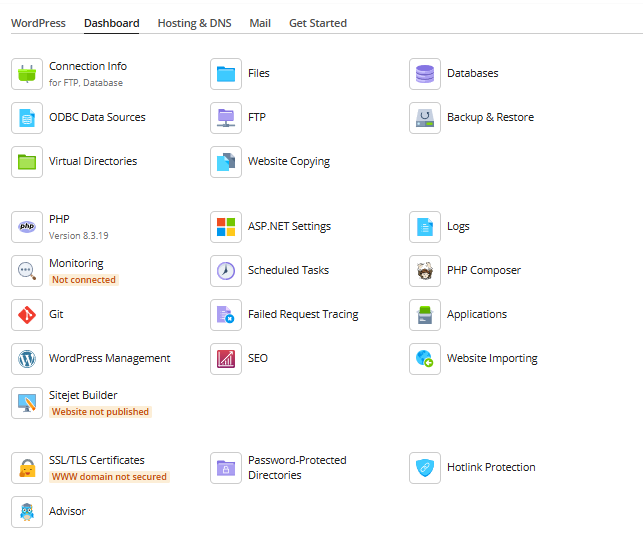 WordPress Dashboard Hosting & DNS Mail Get Started
Connection Info
for FTP, Database
Files
Databases
ODBC Data Sources
FTP
Backup & Restore
Virtual Directories
Website Copying
PHP
Version 8.3.19
ASP.NET Settings
Logs
Monitoring
Not connected
Scheduled Tasks
PHP Composer
Git
Failed Request Tracing
Applications
WordPress Management
SEO
Website Importing
Sitejet Builder
Website not published
SSL/TLS Certificates
WWW domain not secured
Password-Protected
Directories
Hotlink Protection
Advisor